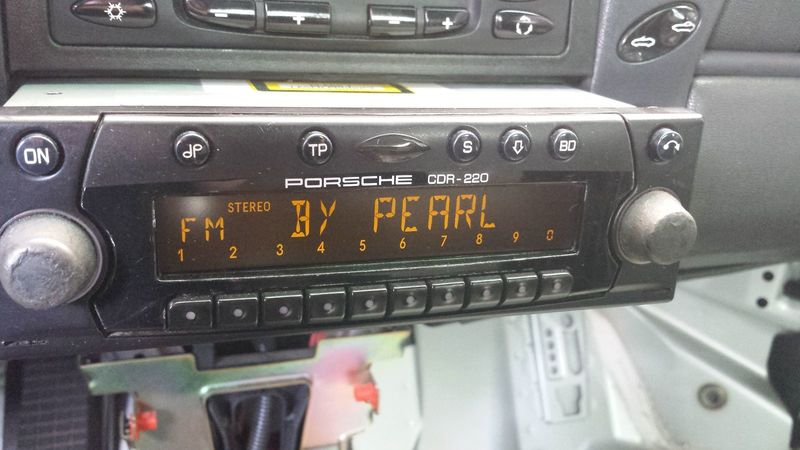 − + − +
ON TP S BD
PORSCHE CDR-220
FM STEREO BY PEARL
1 2 3 4 5 6 7 8 9 0